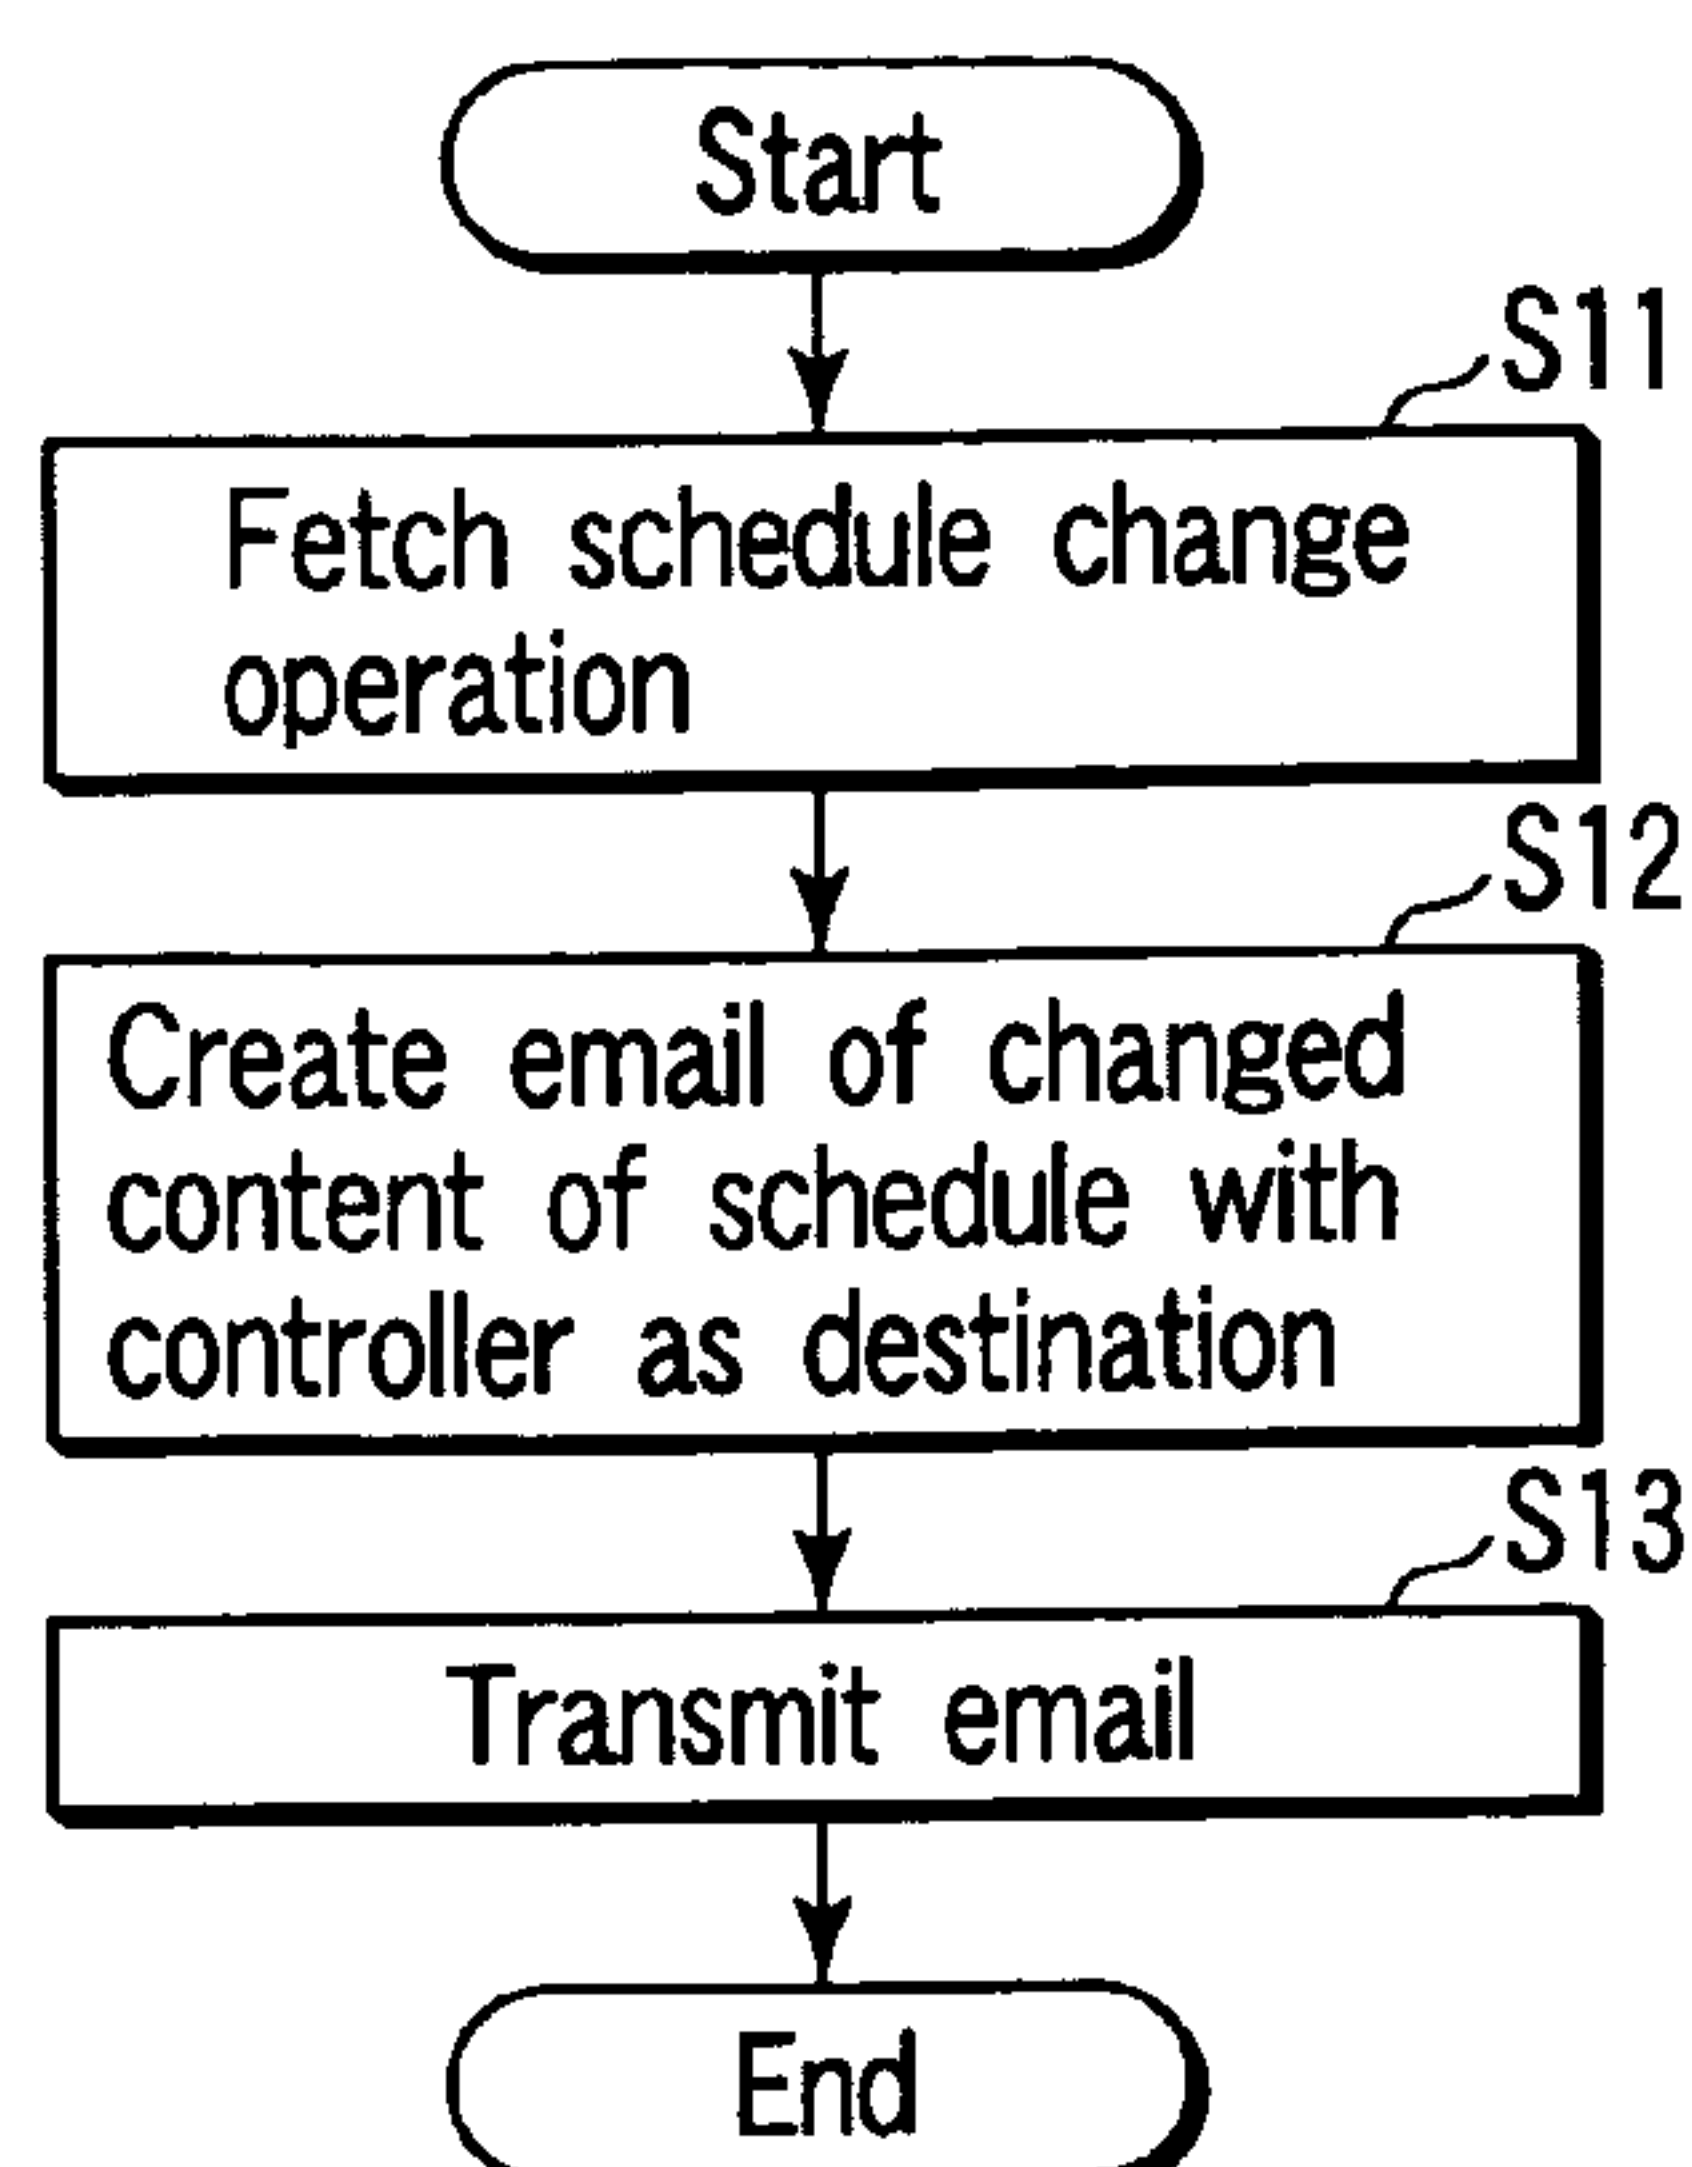 Start
S11
Fetch schedule change
operation
S12
Create email of changed
content of schedule with
controller as destination
S13
Transmit email
End